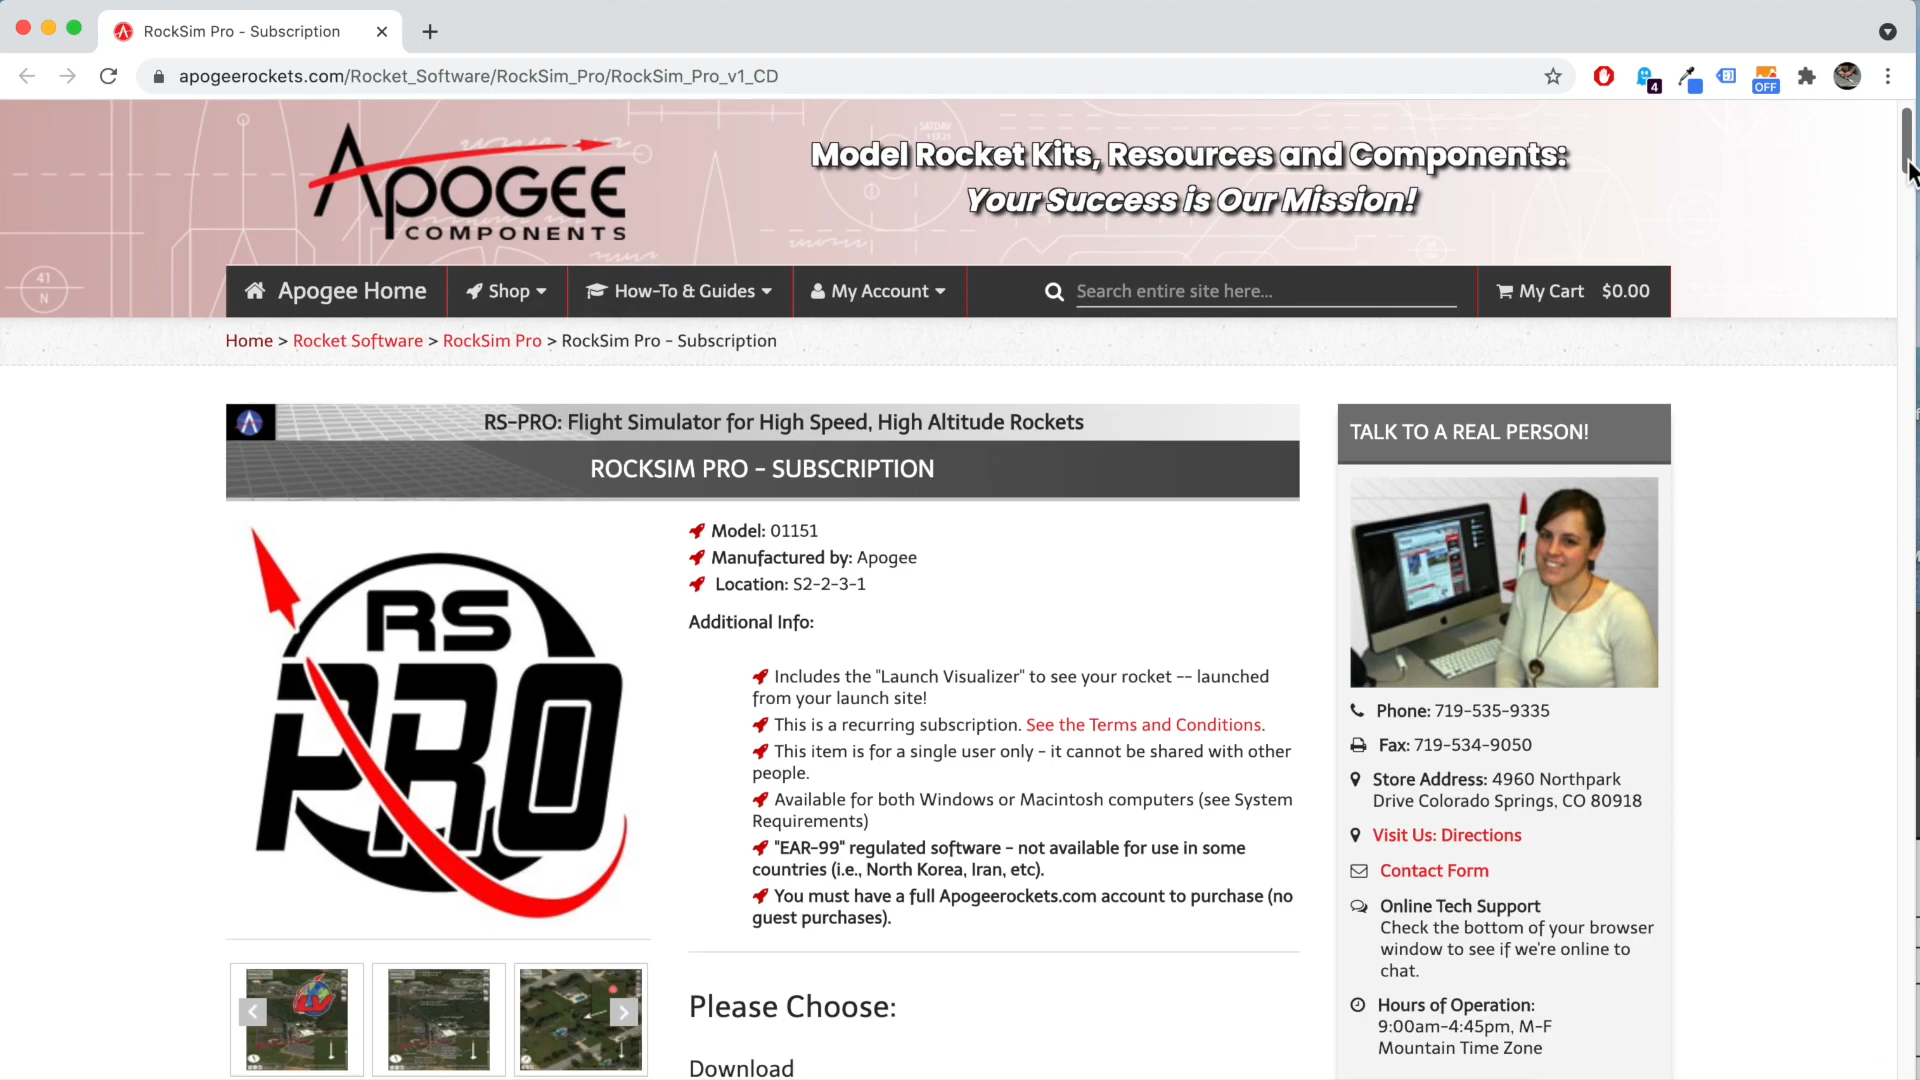 RockSim Pro - Subscription
apogeerockets.com/Rocket_Software/RockSim_Pro/RockSim_Pro_v1_CD
4
OFF
APOGEE
COMPONENTS
Model Rocket Kits, Resources and Components:
Your Success is Our Mission!
41
N
Apogee Home
Shop
How-To & Guides
My Account
Search entire site here...
My Cart $0.00
Home > Rocket Software > RockSim Pro > RockSim Pro - Subscription
RS-PRO: Flight Simulator for High Speed, High Altitude Rockets
ROCKSIM PRO - SUBSCRIPTION
RS
PRO
Model: 01151
Manufactured by: Apogee
Location: S2-2-3-1
Additional Info:
Includes the "Launch Visualizer" to see your rocket -- launched
from your launch site!
This is a recurring subscription. See the Terms and Conditions.
This item is for a single user only - it cannot be shared with other
people.
Available for both Windows or Macintosh computers (see System
Requirements)
"EAR-99" regulated software - not available for use in some
countries (i.e., North Korea, Iran, etc).
You must have a full Apogeerockets.com account to purchase (no
guest purchases).
Please Choose:
Download
TALK TO A REAL PERSON!
Phone: 719-535-9335
Fax: 719-534-9050
Store Address: 4960 Northpark
Drive Colorado Springs, CO 80918
Visit Us: Directions
Contact Form
Online Tech Support
Check the bottom of your browser
window to see if we're online to
chat.
Hours of Operation:
9:00am-4:45pm, M-F
Mountain Time Zone